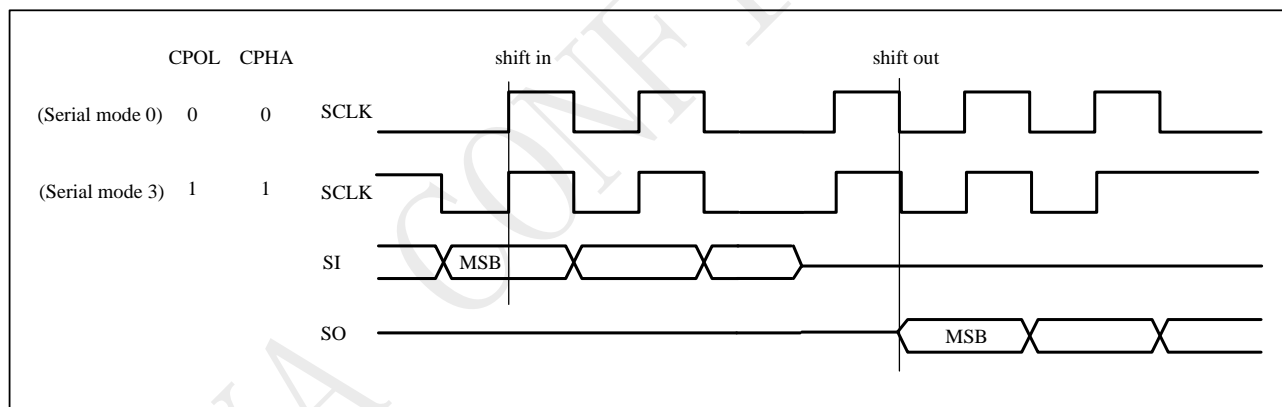 CPOL CPHA shift in shift out
(Serial mode 0) 0 0 SCLK
(Serial mode 3) 1 1 SCLK
SI MSB
SO MSB